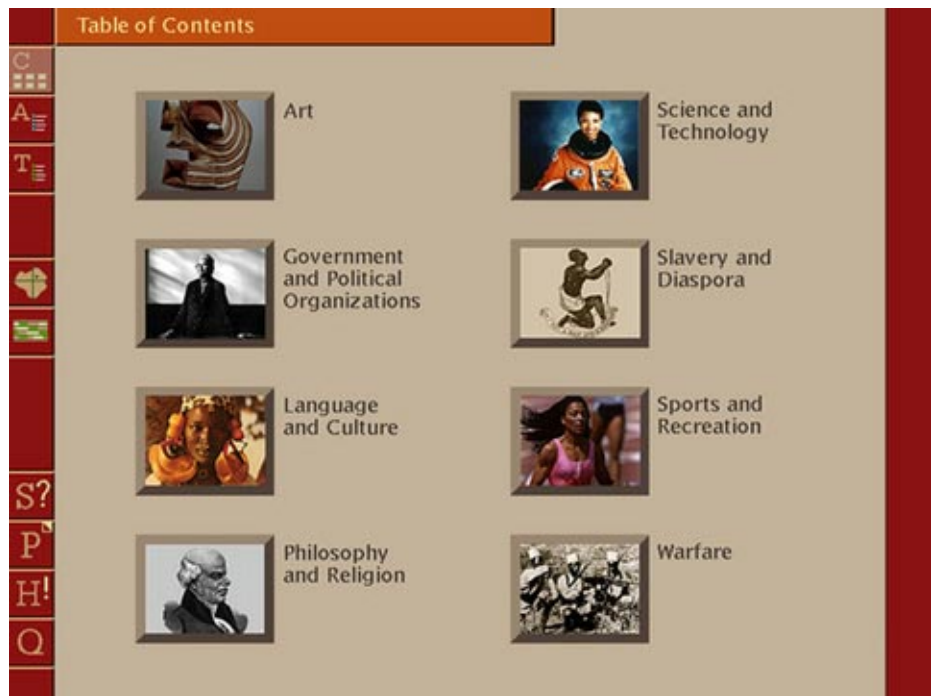 Table of Contents
C
A
T
S?
P
H!
Q
Art
Science and
Technology
Government
and Political
Organizations
Slavery and
Diaspora
Language
and Culture
Sports and
Recreation
Philosophy
and Religion
Warfare